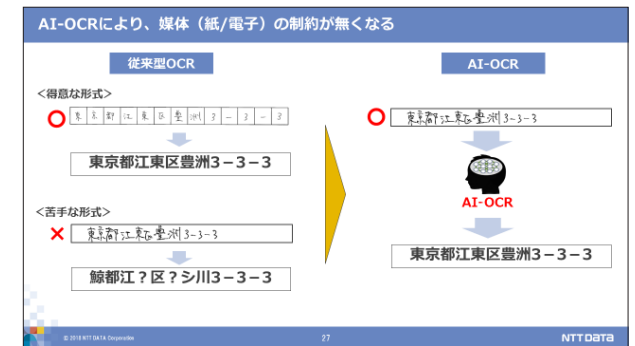 AI-OCRにより、媒体（紙/電子）の制約が無くなる
従来型OCR
<得意な形式>
東京都江東区豊洲3-3-3
東京都江東区豊洲3−3−3
<苦手な形式>
東京都江東区豊洲3-3-3
鯨都江？区？シ川3−3−3
AI-OCR
東京都江東区豊洲3-3-3
AI-OCR
東京都江東区豊洲3−3−3
© 2018 NTT DATA Corporation
27
NTT DATA